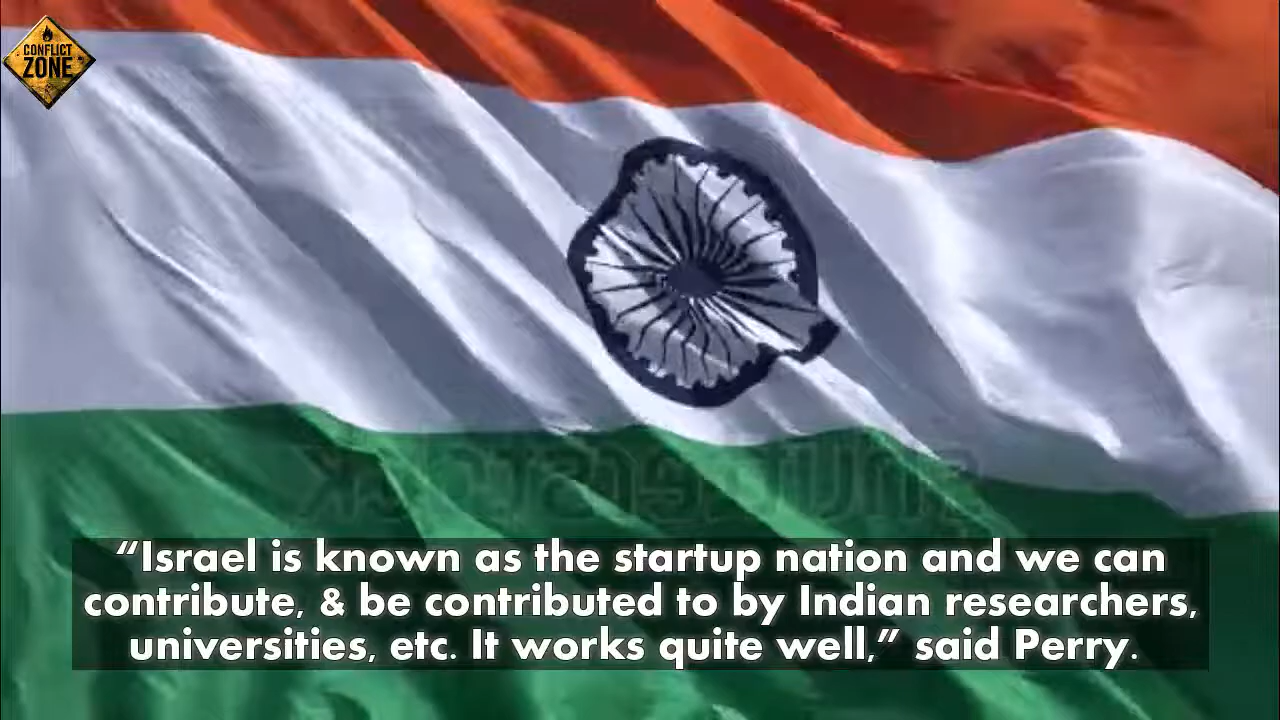 CONFLICT
ZONE
“Israel is known as the startup nation and we can
contribute, & be contributed to by Indian researchers,
universities, etc. It works quite well,” said Perry.